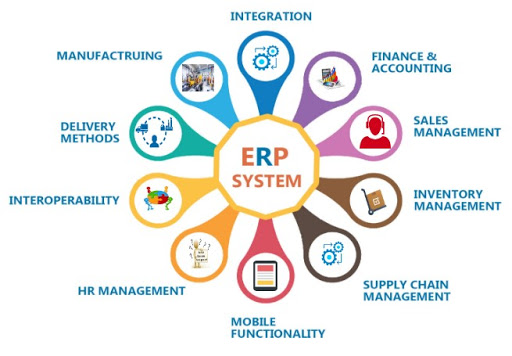 INTEGRATION
FINANCE &
ACCOUNTING
SALES
MANAGEMENT
INVENTORY
MANAGEMENT
SUPPLY CHAIN
MANAGEMENT
MOBILE
FUNCTIONALITY
HR MANAGEMENT
INTEROPERABILITY
DELIVERY
METHODS
MANUFACTRUING
ERP
SYSTEM